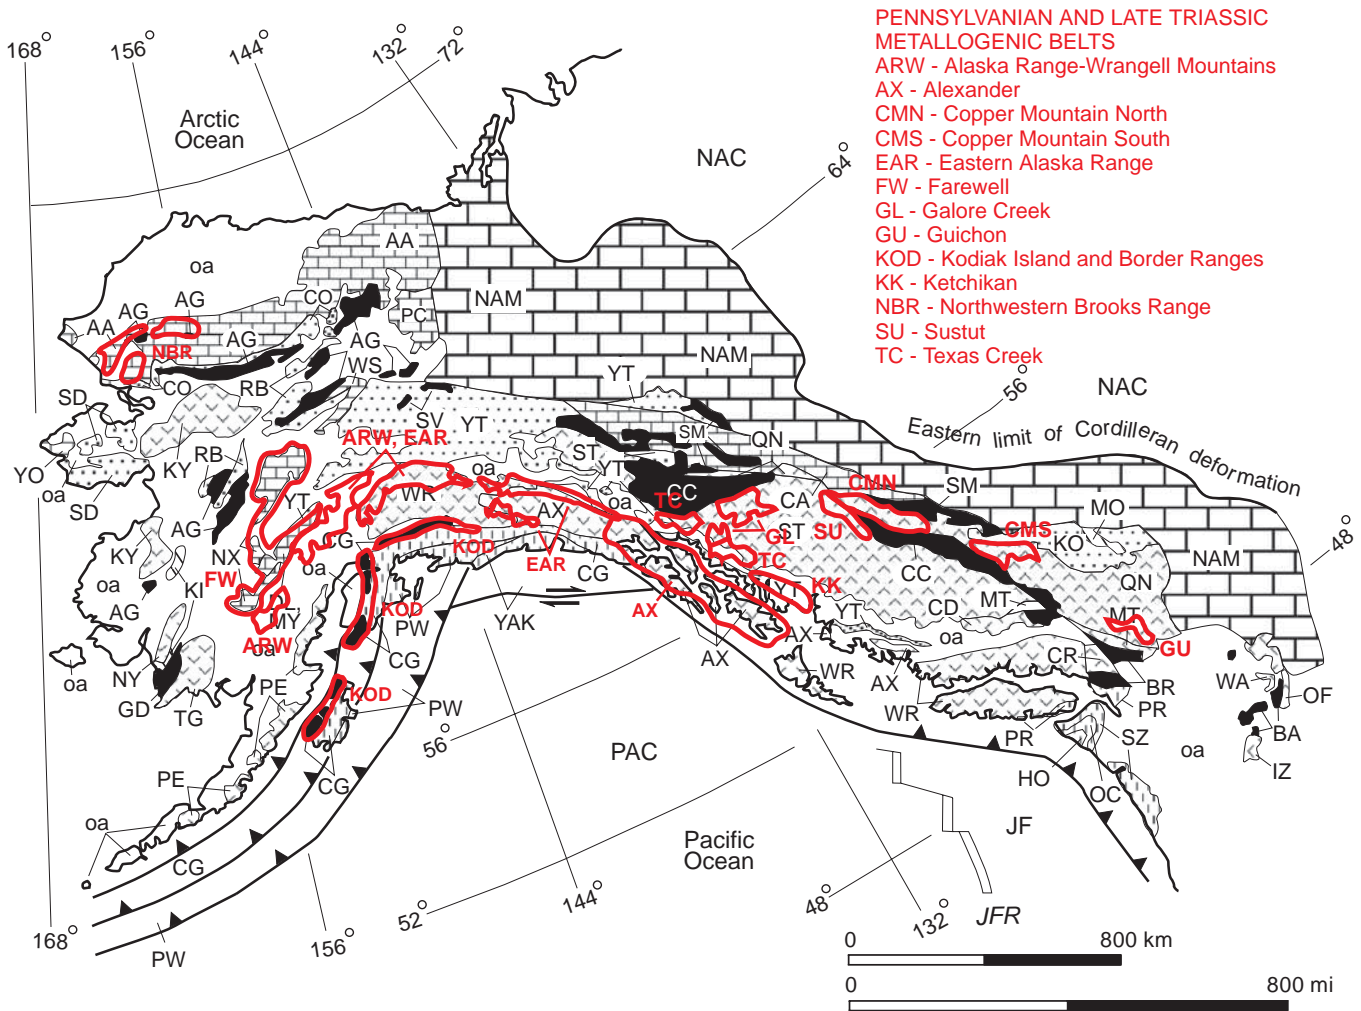 PENNSYLVANIAN AND LATE TRIASSIC
METALLOGENIC BELTS
ARW - Alaska Range-Wrangell Mountains
AX - Alexander
CMN - Copper Mountain North
CMS - Copper Mountain South
EAR - Eastern Alaska Range
FW - Farewell
GL - Galore Creek
GU - Guichon
KOD - Kodiak Island and Border Ranges
KK - Ketchikan
NBR - Northwestern Brooks Range
SU - Sustut
TC - Texas Creek
168°
156°
144°
132°
72°
Arctic
Ocean
NAC
64°
AA
oa
NAM
CO
AG
AG
AA
NBR
AG
PC
AG
WS
NAM
CO
RB
YT
56°
NAC
SD
SV
YT
SM
QN
Eastern limit of Cordilleran deformation
ARW, EAR
KY
RB
ST
YT
YO
oa
SD
oa
WR
YT
CC
TC
oa
CA
CMN
SM
MO
48°
AG
NX
CG
KOD
AX
EAR
CG
GL
ST
SU
CMS
KO
NAM
KY
oa
KI
FW
oa
TC
CC
QN
AG
MY
KOD
PW
YAK
AX
YT
KK
YT
CD
MT
MT
ARW
oa
CG
AX
AX
WR
AX
oa
CR
GU
oa
NY
GD
TG
PE
KOD
PW
WR
BR
PR
WA
OF
56°
PAC
PR
SZ
oa
BA
IZ
PE
CG
HO
OC
oa
CG
Pacific
Ocean
JF
168°
PW
156°
52°
144°
48°
132°
JFR
0
800 km
0
800 mi